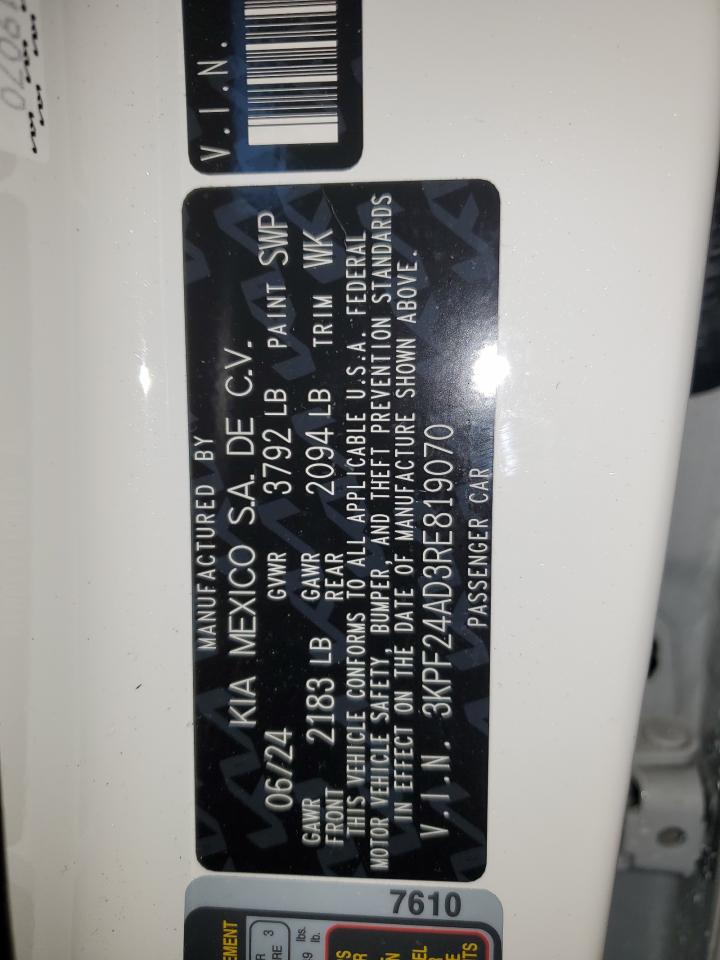 V.I.N.
MANUFACTURED BY
KIA MEXICO S.A. DE C.V.
06/24 GVWR 3792 LB PAINT SWP
GAWR FRONT 2183 LB GAWR REAR 2094 LB TRIM WK
THIS VEHICLE CONFORMS TO ALL APPLICABLE U.S.A. FEDERAL
MOTOR VEHICLE SAFETY, BUMPER, AND THEFT PREVENTION STANDARDS
IN EFFECT ON THE DATE OF MANUFACTURE SHOWN ABOVE.
V.I.N. 3KPF24AD3RE819070
PASSENGER CAR
7610